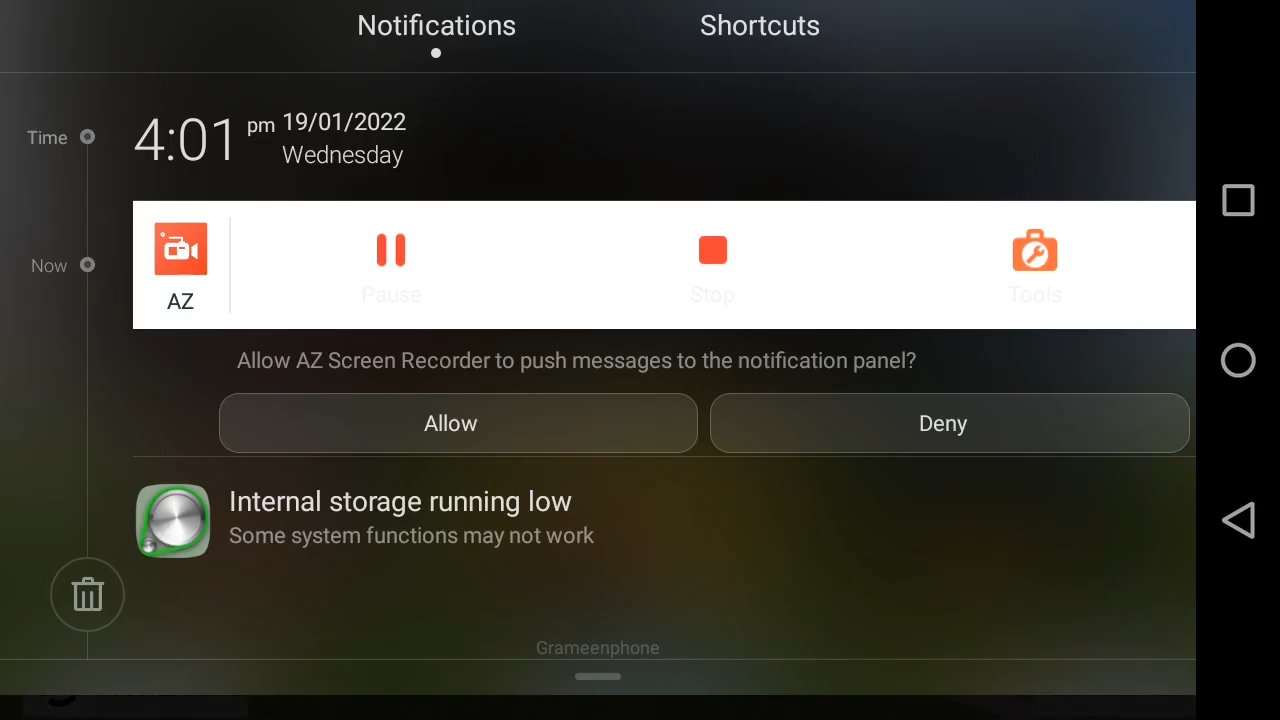 Notifications
Shortcuts
Time
4:01 pm
19/01/2022
Wednesday
Now
AZ
Pause
Stop
Tools
Allow AZ Screen Recorder to push messages to the notification panel?
Allow
Deny
Internal storage running low
Some system functions may not work
Grameenphone